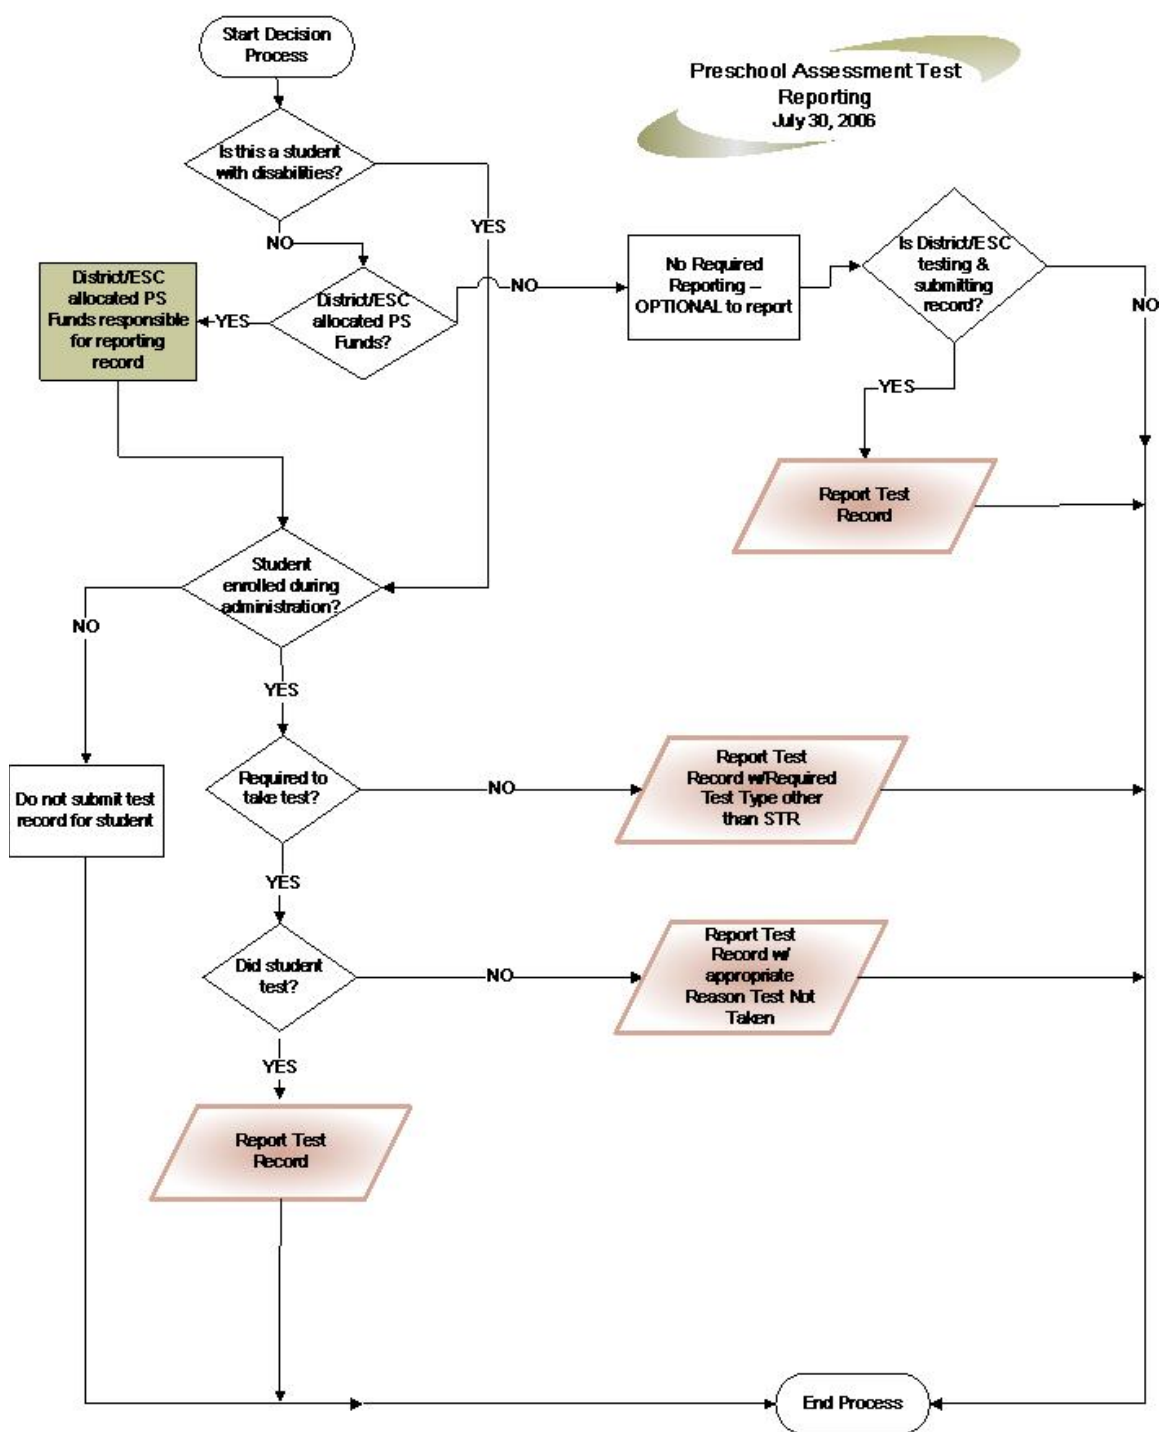 Start Decision
Process
Preschool Assessment Test
Reporting
July 30, 2006
Is this a student
with disabilities?
YES
NO
District/ESC
allocated PS
Funds responsible
for reporting
record
YES
District/ESC
allocated PS
Funds?
NO
No Required
Reporting –
OPTIONAL to report
Is District/ESC
testing &
submitting
record?
NO
YES
Report Test
Record
Student
enrolled during
administration?
NO
YES
Do not submit test
record for student
Required to
take test?
NO
Report Test
Record w/Required
Test Type other
than STR
YES
Did student
test?
NO
Report Test
Record w/
appropriate
Reason Test Not
Taken
YES
Report Test
Record
End Process